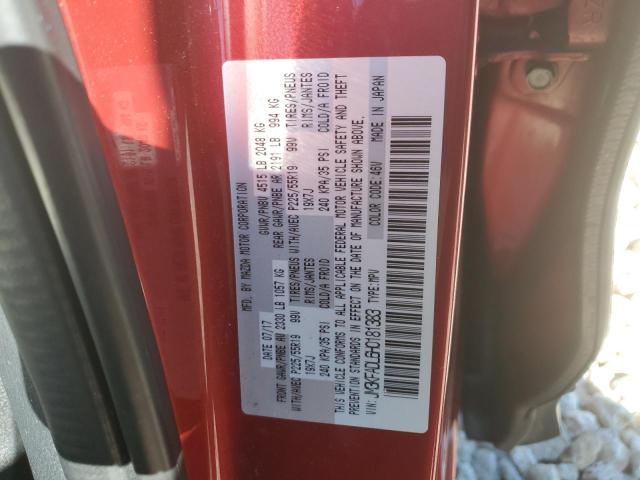 MFD. BY MAZDA MOTOR CORPORATION
DATE 07/17 GVWR/PNBV 4515 LB 2048 KG
FRONT GAWR/PNBE AV 2330 LB 1057 KG REAR GAWR/PNBE AR 2191 LB 994 KG
WITH/AVEC P225/55R19 99V TIRES/PNEUS WITH/AVEC P225/55R19 99V TIRES/PNEUS
19X7J RIMS/JANTES 19X7J RIMS/JANTES
240 KPA/35 PSI COLD/A FROID 240 KPA/35 PSI COLD/A FROID
THIS VEHICLE CONFORMS TO ALL APPLICABLE FEDERAL MOTOR VEHICLE SAFETY AND THEFT
PREVENTION STANDARDS IN EFFECT ON THE DATE OF MANUFACTURE SHOWN ABOVE.
VIN: JM3KFADL6H0181383 TYPE:MPV COLOR CODE:46V MADE IN JAPAN